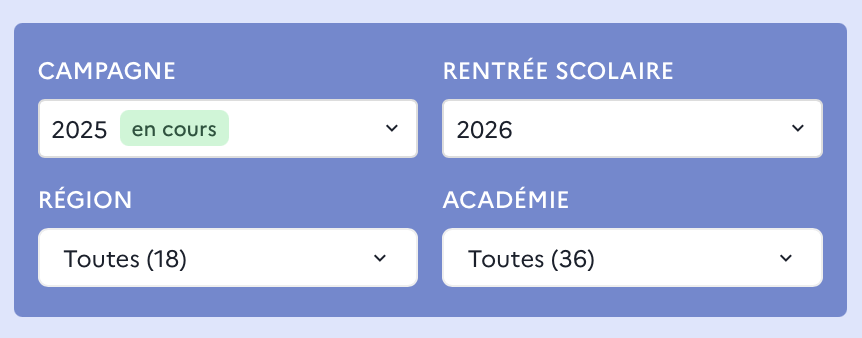 CAMPAGNE
RENTRÉE SCOLAIRE
2025 en cours
2026
RÉGION
ACADÉMIE
Toutes (18)
Toutes (36)